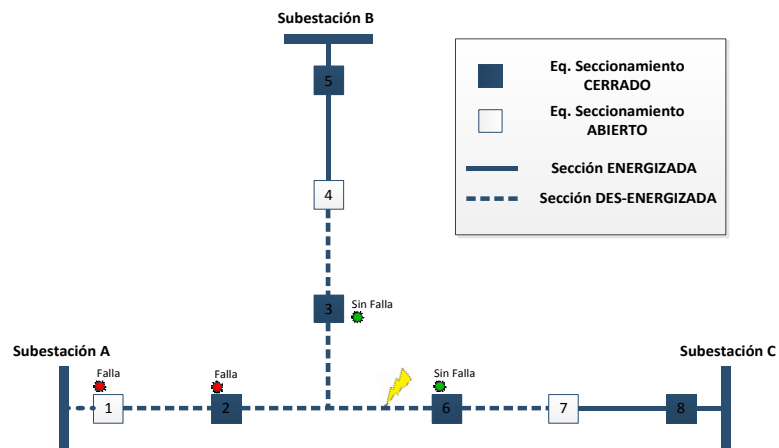 Subestación B
5
4
3
Sin Falla
Eq. Seccionamiento
CERRADO
Eq. Seccionamiento
ABIERTO
Sección ENERGIZADA
Sección DES-ENERGIZADA
Subestación A
Subestación C
Falla
Falla
Sin Falla
1
2
6
7
8